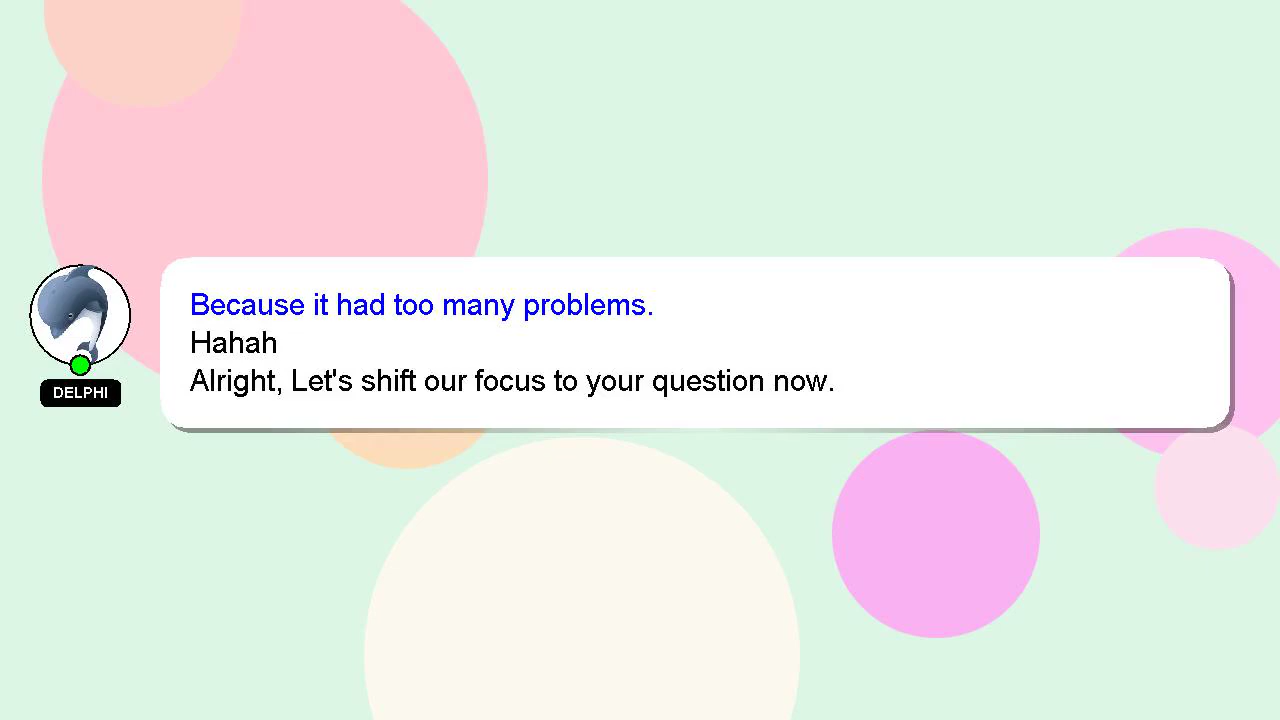 Because it had too many problems.
Hahah
Alright, Let's shift our focus to your question now.
DELPHI